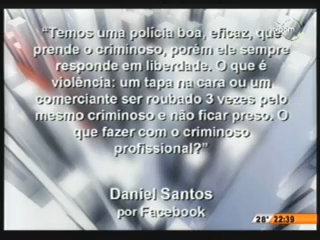 “Temos uma polícia boa, eficaz, que
prende o criminoso, porém ele sempre
responde em liberdade. O que é
violência: um tapa na cara ou um
comerciante ser roubado 3 vezes pelo
mesmo criminoso e não ficar preso. O
que fazer com o criminoso
profissional?”
Daniel Santos
por Facebook
28° 22:39